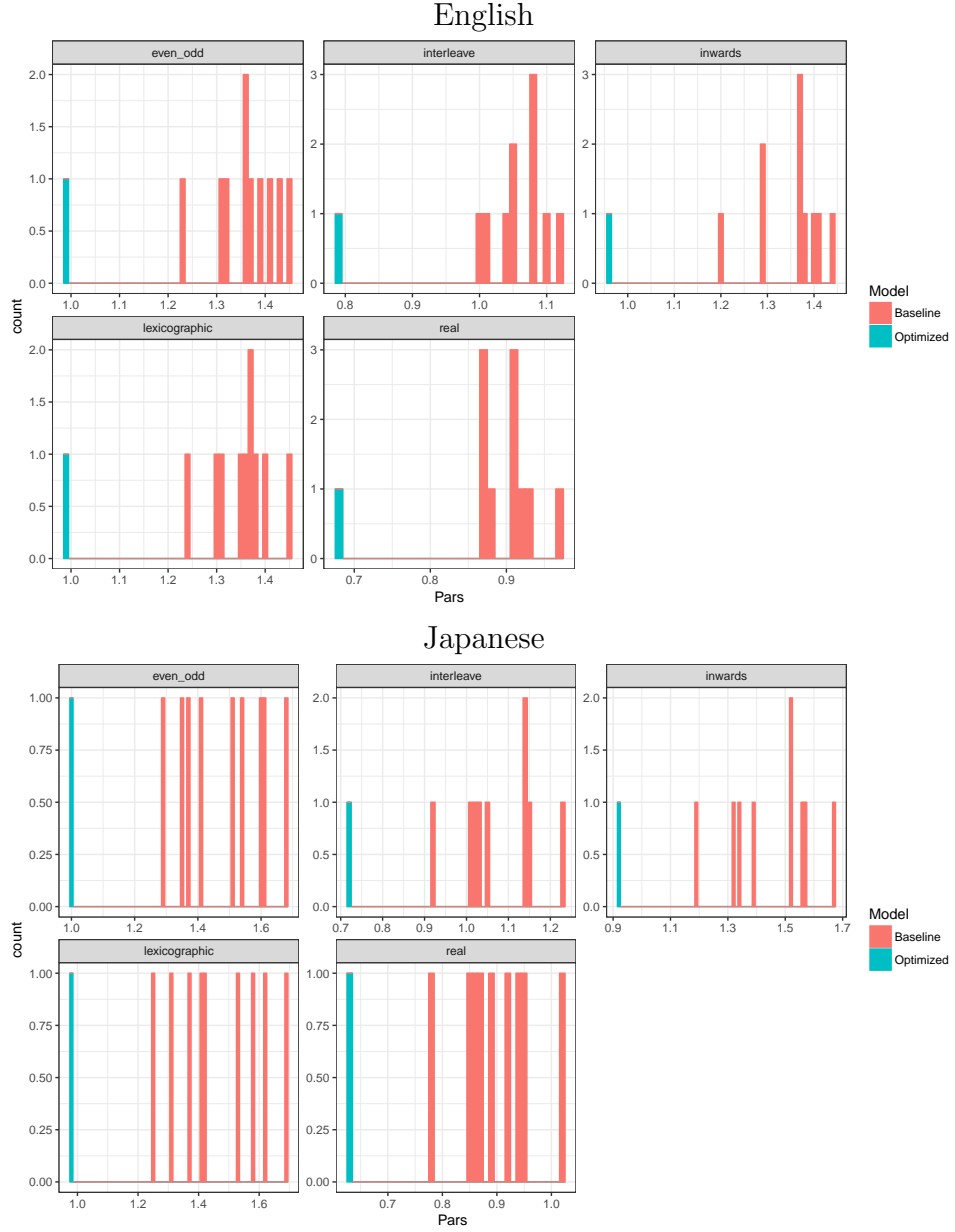 English
even_odd
interleave
inwards
2.0
1.5
1.0
0.5
0.0
1.0 1.1 1.2 1.3 1.4
3
2
1
0
0.8 0.9 1.0 1.1
3
2
1
0
1.0 1.1 1.2 1.3 1.4
lexicographic
real
2.0
1.5
1.0
0.5
0.0
1.0 1.1 1.2 1.3 1.4
3
2
1
0
0.7 0.8 0.9
count
Pars
Model
Baseline
Optimized
Japanese
even_odd
interleave
inwards
1.00
0.75
0.50
0.25
0.00
1.0 1.2 1.4 1.6
2.0
1.5
1.0
0.5
0.0
0.7 0.8 0.9 1.0 1.1 1.2
2.0
1.5
1.0
0.5
0.0
0.9 1.1 1.3 1.5 1.7
lexicographic
real
1.00
0.75
0.50
0.25
0.00
1.0 1.2 1.4 1.6
1.00
0.75
0.50
0.25
0.00
0.7 0.8 0.9 1.0
count
Pars
Model
Baseline
Optimized